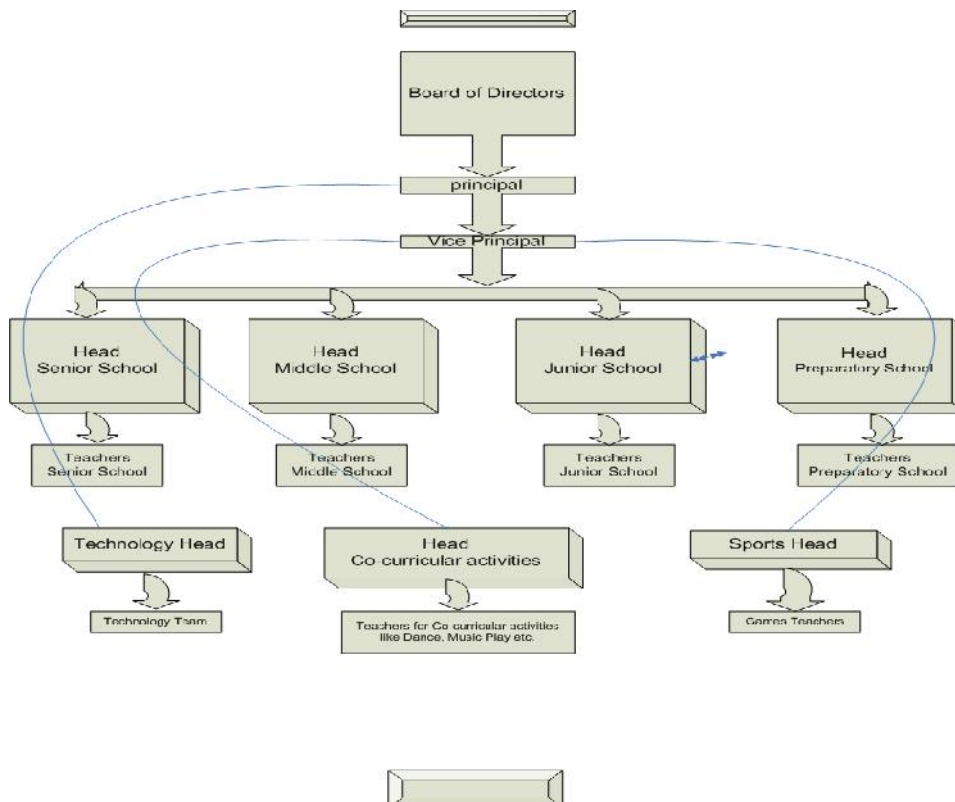 Board of Directors
principal
Vice Principal
Head
Senior School
Head
Middle School
Head
Junior School
Head
Preparatory School
Teachers
Senior School
Teachers
Middle School
Teachers
Junior School
Teachers
Preparatory School
Technology Head
Head
Co-curricular activities
Sports Head
Technology Team
Teachers for Co-curricular activities
like Dance, Music Play etc.
Games Teachers